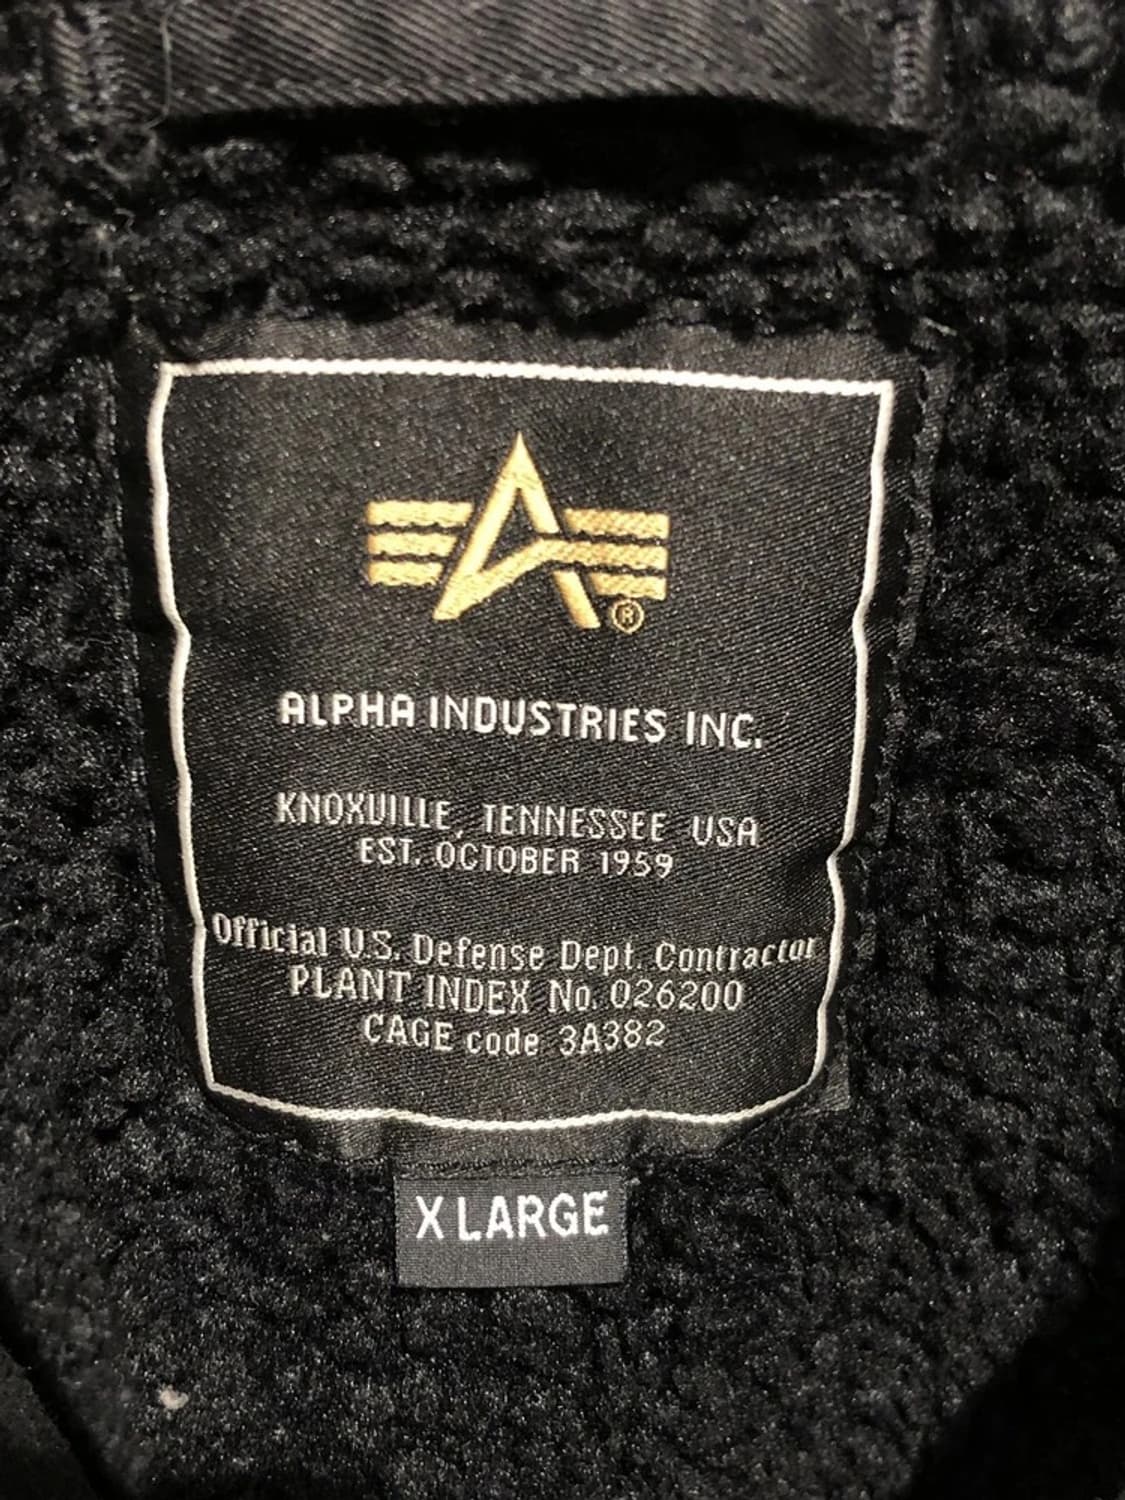 ®
ALPHA INDUSTRIES INC.
KNOXVILLE, TENNESSEE USA
EST. OCTOBER 1959
Official U.S. Defense Dept. Contractor
PLANT INDEX No. 026200
CAGE code 3A382
X LARGE